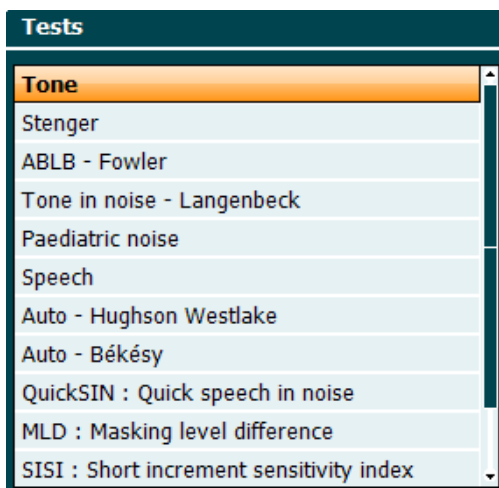 Tests
Tone
Stenger
ABLB - Fowler
Tone in noise - Langenbeck
Paediatric noise
Speech
Auto - Hughson Westlake
Auto - Békésy
QuickSIN : Quick speech in noise
MLD : Masking level difference
SISI : Short increment sensitivity index